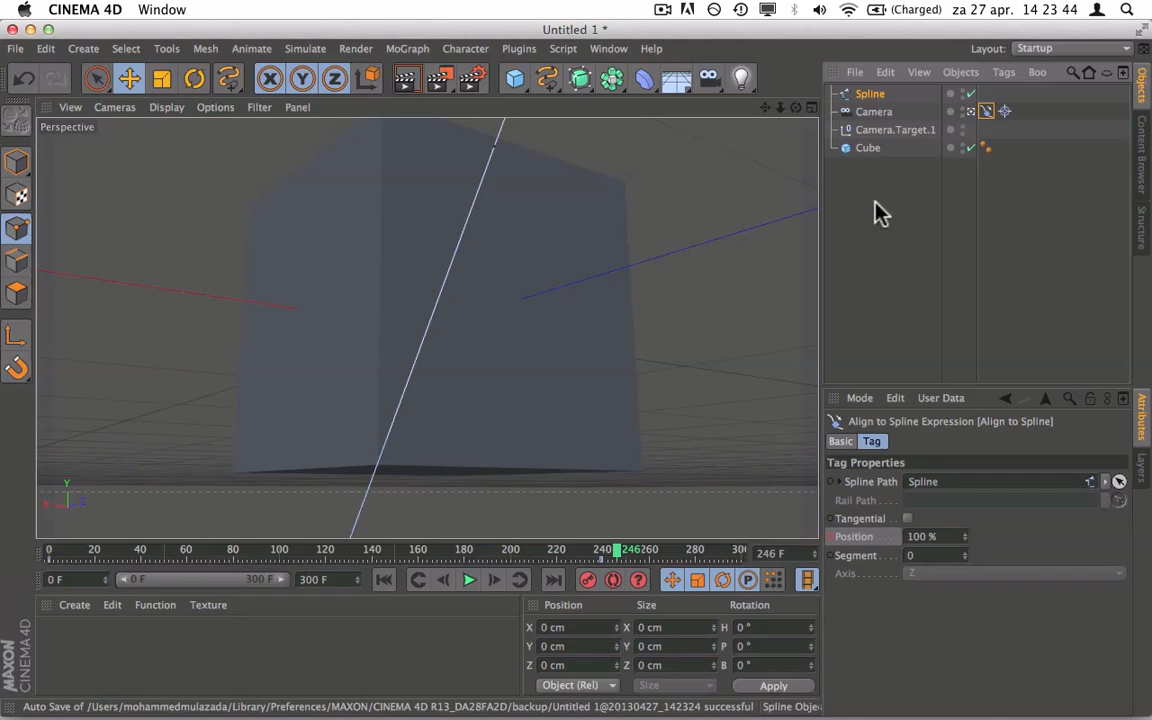 CINEMA 4D Window (Charged) za 27 apr. 14 23 44
Untitled 1 *
File Edit Create Select Tools Mesh Animate Simulate Render MoGraph Character Plugins Script Window Help Layout: Startup
X Y Z
File Edit View Objects Tags Boo
View Cameras Display Options Filter Panel
Perspective
Spline
Camera
Camera.Target.1
Cube
Objects
Content Browser
Structure
Mode Edit User Data
Align to Spline Expression [Align to Spline]
Basic Tag
Tag Properties
Spline Path Spline
Rail Path . . . .
Tangential
Position . . . 100 %
Segment . . 0
Axis . . . . . . Z
Attributes
Layers
Y
X Z
0 20 40 60 80 100 120 140 160 180 200 220 240 246 260 280 300 246 F
0 F 0 F 300 F 300 F P
Create Edit Function Texture
Position Size Rotation
X 0 cm X 0 cm H 0 °
Y 0 cm Y 0 cm P 0 °
Z 0 cm Z 0 cm B 0 °
Object (Rel) Size Apply
MAXON CINEMA 4D
Auto Save of /Users/mohammedmulazada/Library/Preferences/MAXON/CINEMA 4D R13_DA28FA2D/backup/Untitled 1@20130427_142324 successful Spline Obje